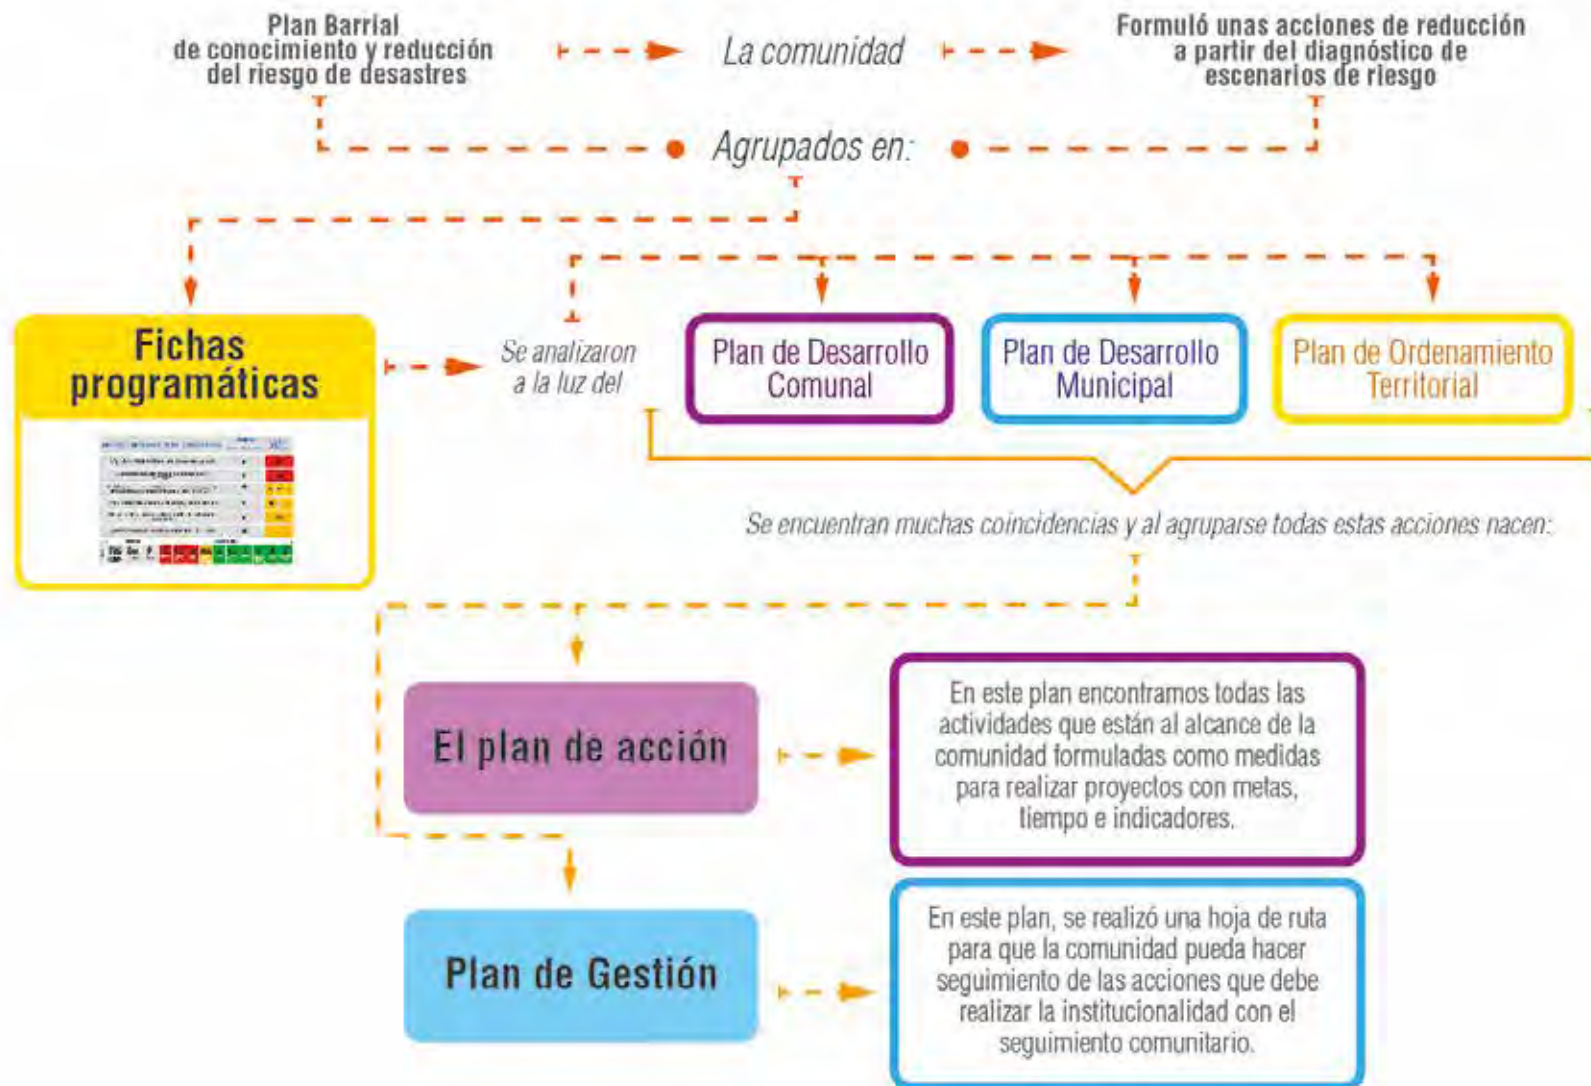 Plan Barrial
de conocimiento y reducción
del riesgo de desastres
La comunidad
Formuló unas acciones de reducción
a partir del diagnóstico de
escenarios de riesgo
Agrupados en:
Fichas
programáticas
Se analizaron
a la luz del
Plan de Desarrollo
Comunal
Plan de Desarrollo
Municipal
Plan de Ordenamiento
Territorial
Se encuentran muchas coincidencias y al agruparse todas estas acciones nacen:
El plan de acción
En este plan encontramos todas las
actividades que están al alcance de la
comunidad formuladas como medidas
para realizar proyectos con metas,
tiempo e indicadores.
Plan de Gestión
En este plan, se realizó una hoja de ruta
para que la comunidad pueda hacer
seguimiento de las acciones que debe
realizar la institucionalidad con el
seguimiento comunitario.